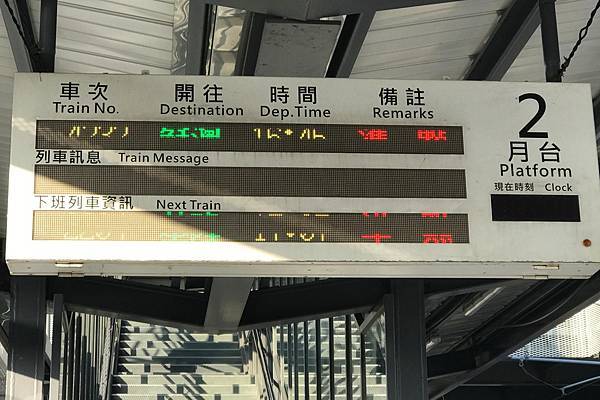 車次 開往 時間 備註
Train No. Destination Dep.Time Remarks
列車訊息 Train Message
下班列車資訊 Next Train
2
月台
Platform
現在時刻 Clock